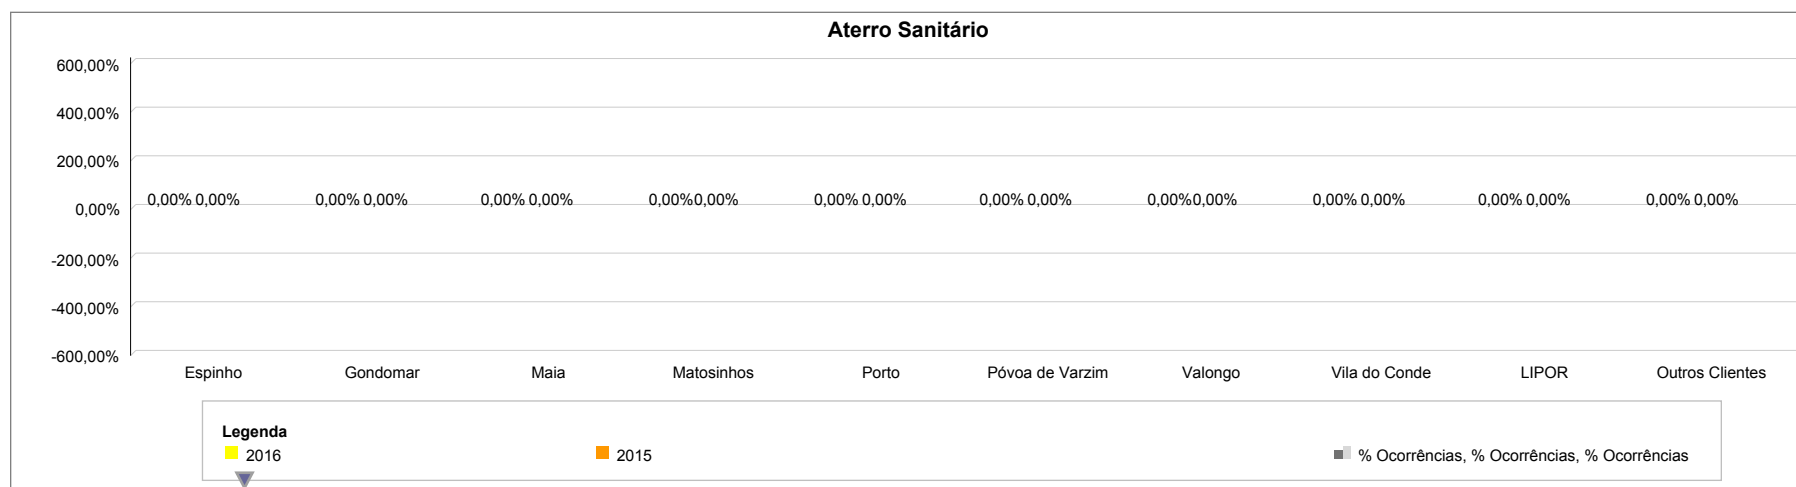 Aterro Sanitário
600,00%
400,00%
200,00%
0,00%
-200,00%
-400,00%
-600,00%
0,00% 0,00% 0,00% 0,00% 0,00% 0,00% 0,00%0,00% 0,00% 0,00% 0,00% 0,00% 0,00%0,00% 0,00% 0,00% 0,00% 0,00% 0,00% 0,00%
Espinho Gondomar Maia Matosinhos Porto Póvoa de Varzim Valongo Vila do Conde LIPOR Outros Clientes
Legenda
2016 2015 % Ocorrências, % Ocorrências, % Ocorrências